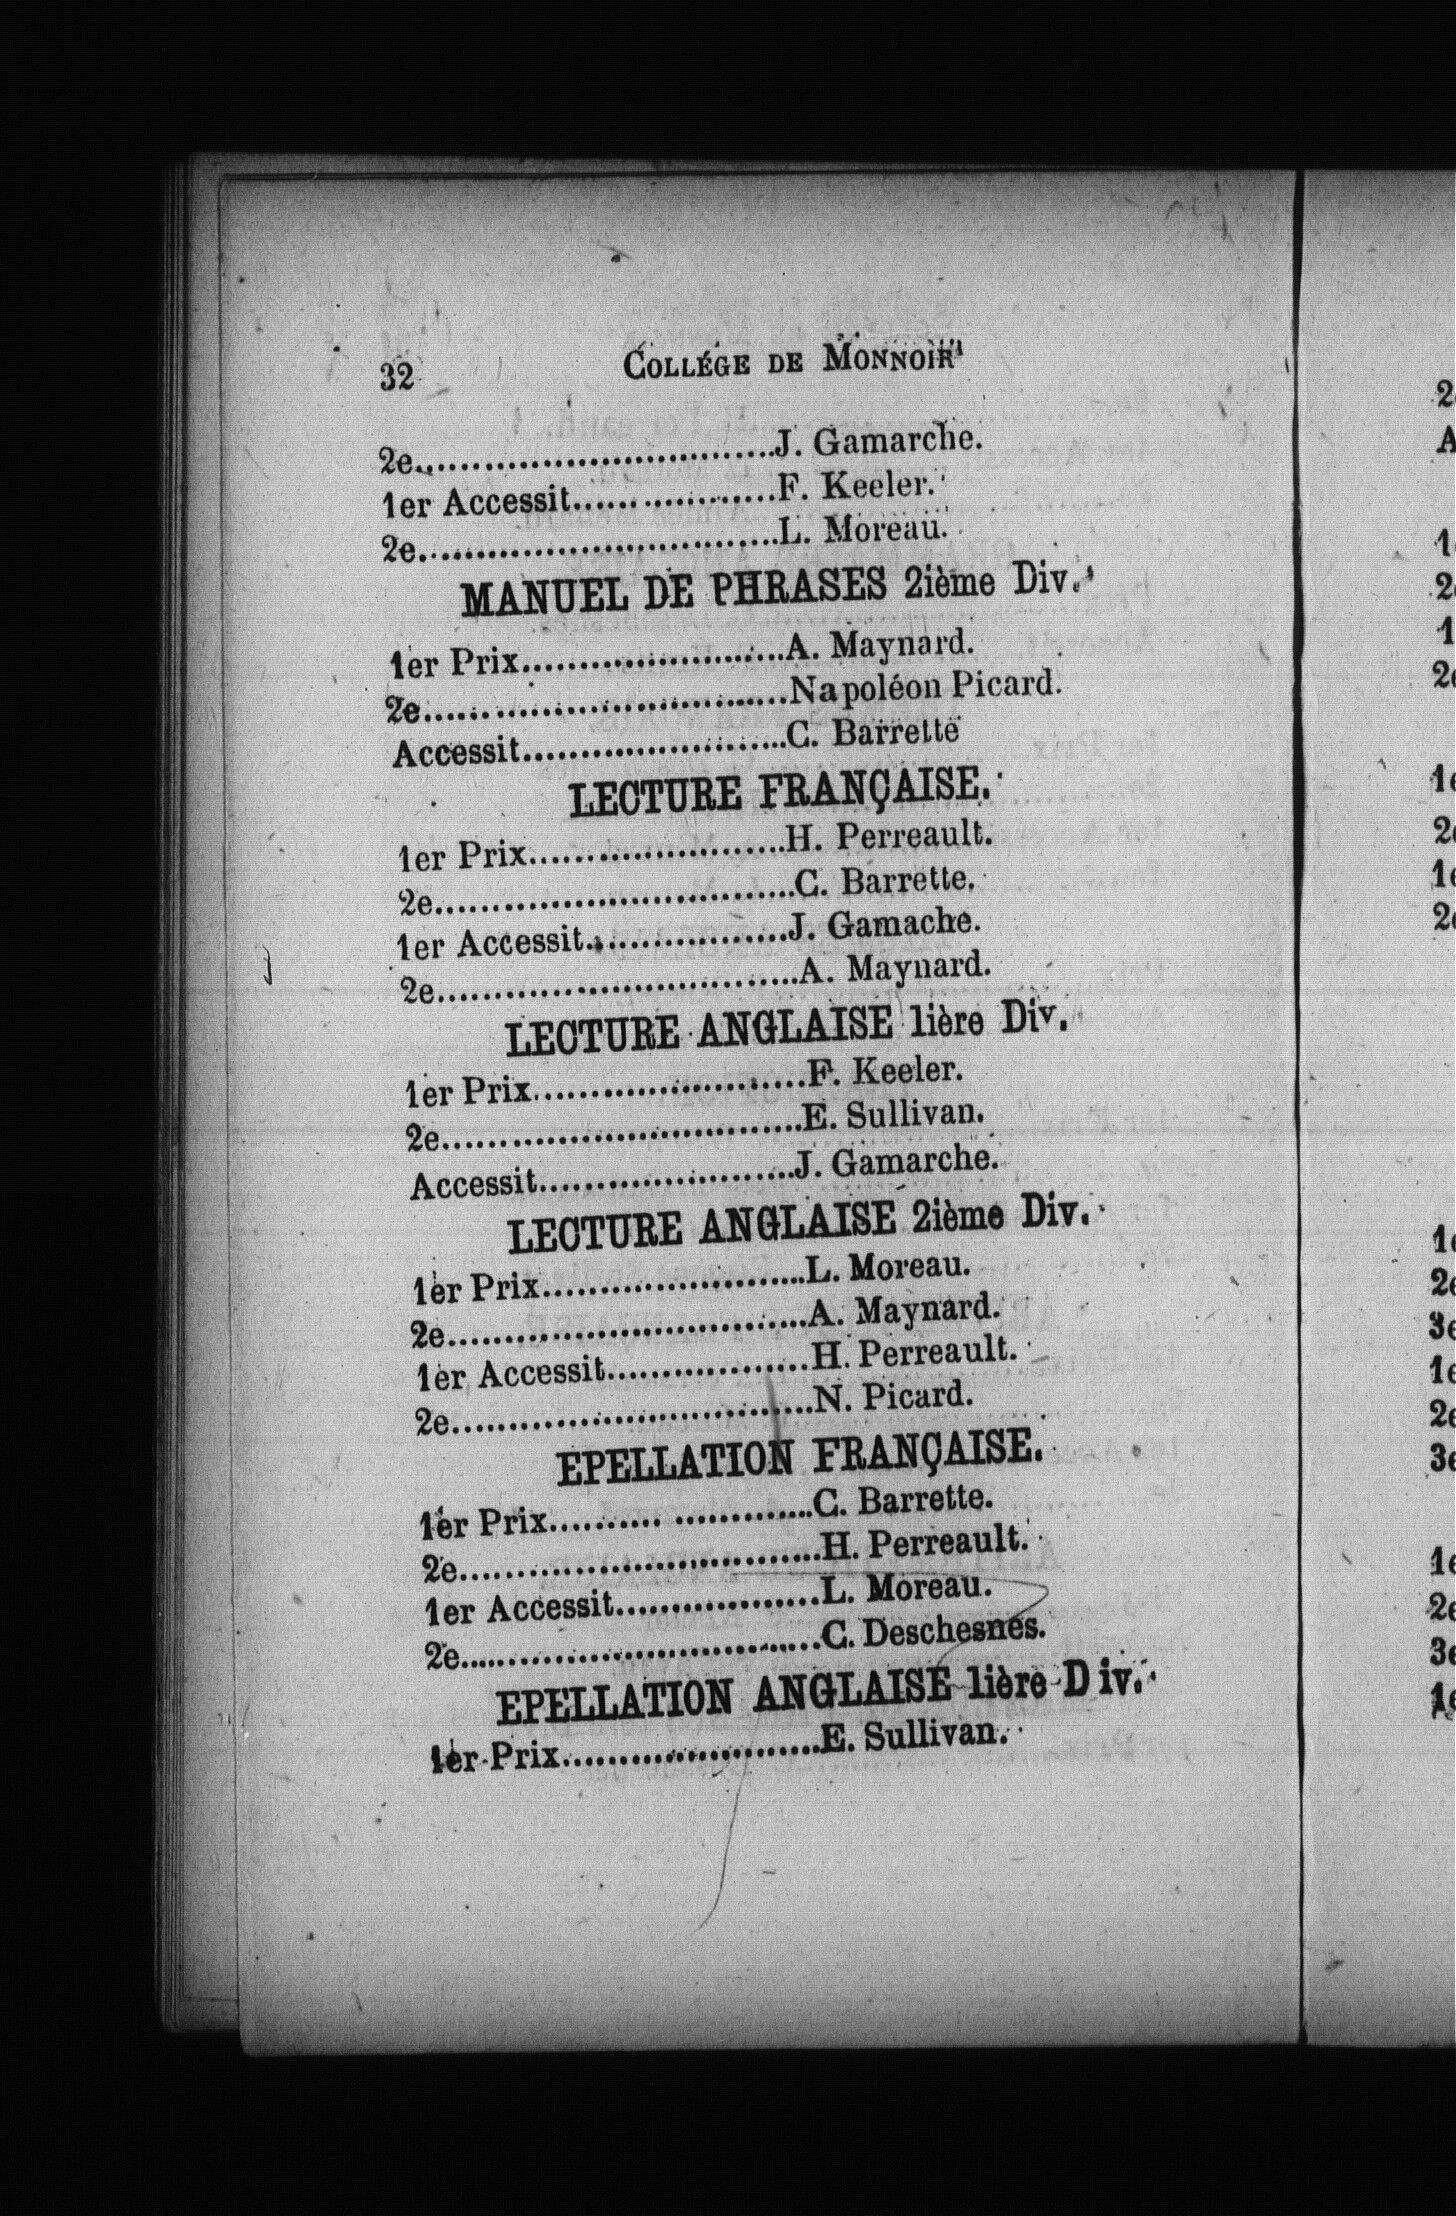 32 COLLÉGE DE MONNOIR
2e................................J. Gamarche.
1er Accessit..................F. Keeler.
2e................................L. Moreau.
MANUEL DE PHRASES 2ième Div.
1er Prix.......................A. Maynard.
2e................................Napoléon Picard.
Accessit.......................C. Barrette
LECTURE FRANÇAISE.
1er Prix.......................H. Perreault.
2e................................C. Barrette.
1er Accessit..................J. Gamache.
2e................................A. Maynard.
LECTURE ANGLAISE 1ière Div.
1er Prix.......................F. Keeler.
2e................................E. Sullivan.
Accessit.......................J. Gamarche.
LECTURE ANGLAISE 2ième Div.
1er Prix.......................L. Moreau.
2e................................A. Maynard.
1er Accessit..................H. Perreault.
2e................................N. Picard.
EPELLATION FRANÇAISE.
1er Prix.......................C. Barrette.
2e................................H. Perreault.
1er Accessit..................L. Moreau.
2e................................C. Deschesnes.
EPELLATION ANGLAISE 1ière D iv.
1er Prix.......................E. Sullivan.